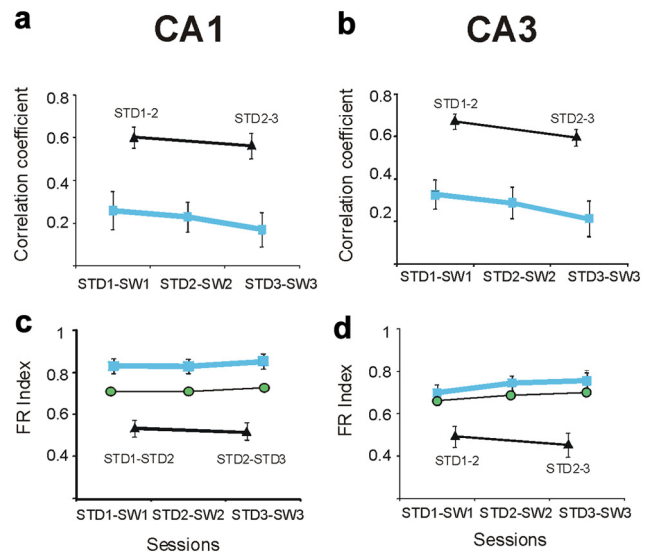 a
CA1
b
CA3
Correlation coefficient
0.8
0.6
0.4
0.2
STD1-2
STD2-3
STD1-SW1 STD2-SW2 STD3-SW3
Correlation coefficient
0.8
0.6
0.4
0.2
STD1-2
STD2-3
STD1-SW1 STD2-SW2 STD3-SW3
c
FR Index
1
0.8
0.6
0.4
STD1-STD2
STD2-STD3
STD1-SW1 STD2-SW2 STD3-SW3
Sessions
d
FR Index
1
0.8
0.6
0.4
STD1-2
STD2-3
STD1-SW1 STD2-SW2 STD3-SW3
Sessions